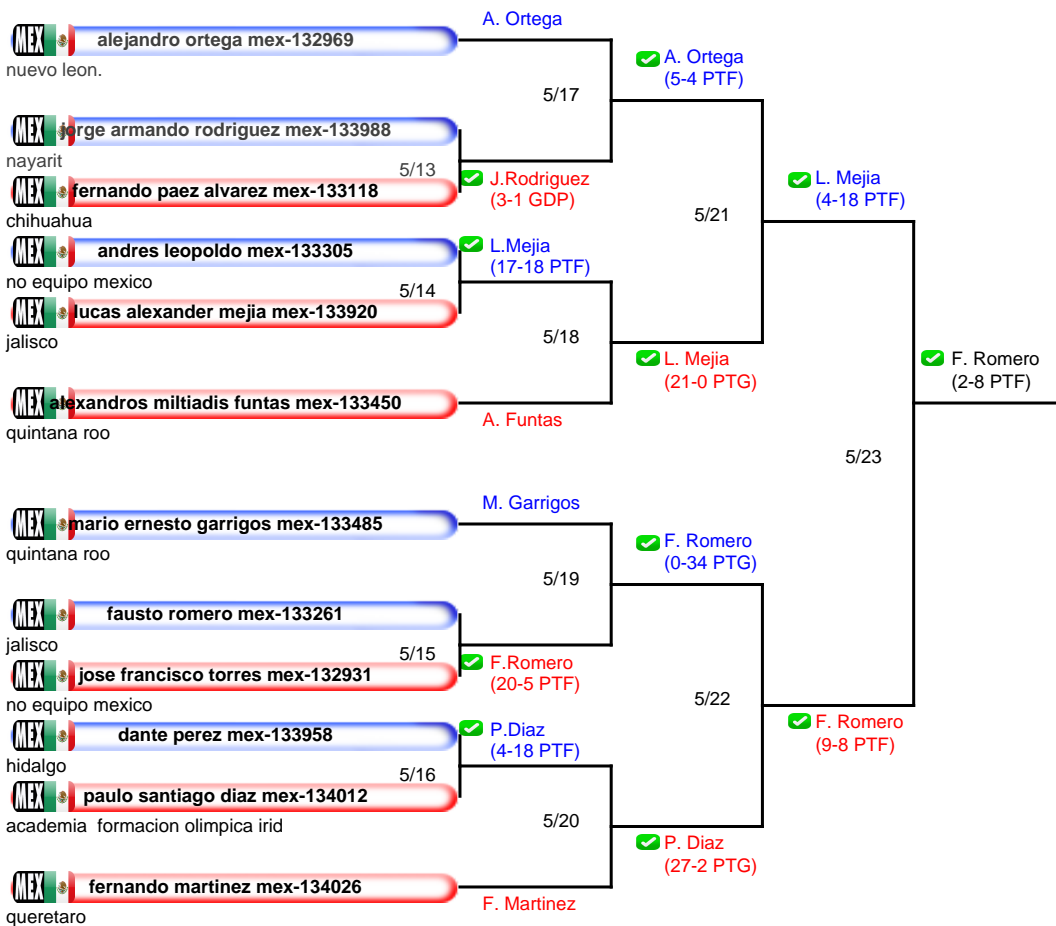 A. Ortega
MEX alejandro ortega mex-132969
nuevo leon.
A. Ortega
(5-4 PTF)
5/17
MEX jorge armando rodriguez mex-133988
nayarit
5/13
J.Rodriguez
(3-1 GDP)
MEX fernando paez alvarez mex-133118
chihuahua
L. Mejia
(4-18 PTF)
5/21
MEX andres leopoldo mex-133305
no equipo mexico
L.Mejia
(17-18 PTF)
5/14
MEX lucas alexander mejia mex-133920
jalisco
5/18
L. Mejia
(21-0 PTG)
F. Romero
(2-8 PTF)
MEX alexandros miltiadis funtas mex-133450
quintana roo
A. Funtas
5/23
M. Garrigos
MEX mario ernesto garrigos mex-133485
quintana roo
F. Romero
(0-34 PTG)
5/19
MEX fausto romero mex-133261
jalisco
5/15
F.Romero
(20-5 PTF)
MEX jose francisco torres mex-132931
no equipo mexico
5/22
F. Romero
(9-8 PTF)
MEX dante perez mex-133958
hidalgo
P.Diaz
(4-18 PTF)
5/16
MEX paulo santiago diaz mex-134012
academia  formacion olimpica irid
5/20
P. Diaz
(27-2 PTG)
MEX fernando martinez mex-134026
queretaro
F. Martinez